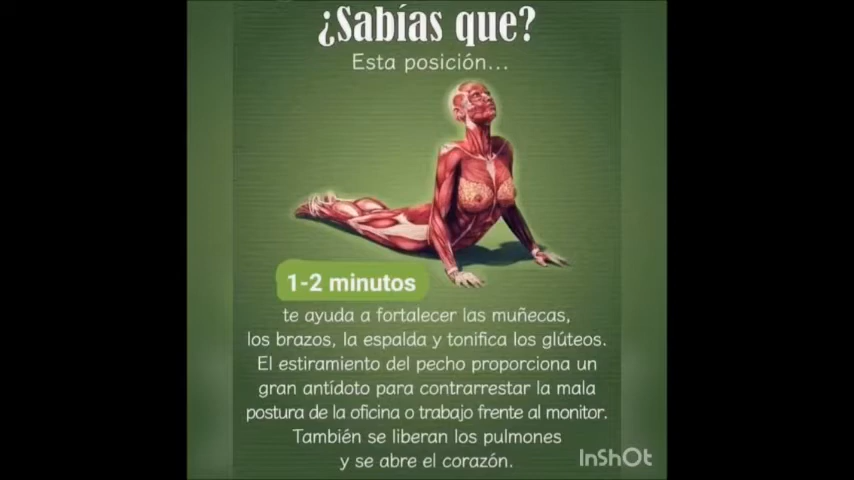 ¿Sabías que?
Esta posición...
1-2 minutos
te ayuda a fortalecer las muñecas,
los brazos, la espalda y tonifica los glúteos.
El estiramiento del pecho proporciona un
gran antídoto para contrarrestar la mala
postura de la oficina o trabajo frente al monitor.
También se liberan los pulmones
y se abre el corazón.
InShOt